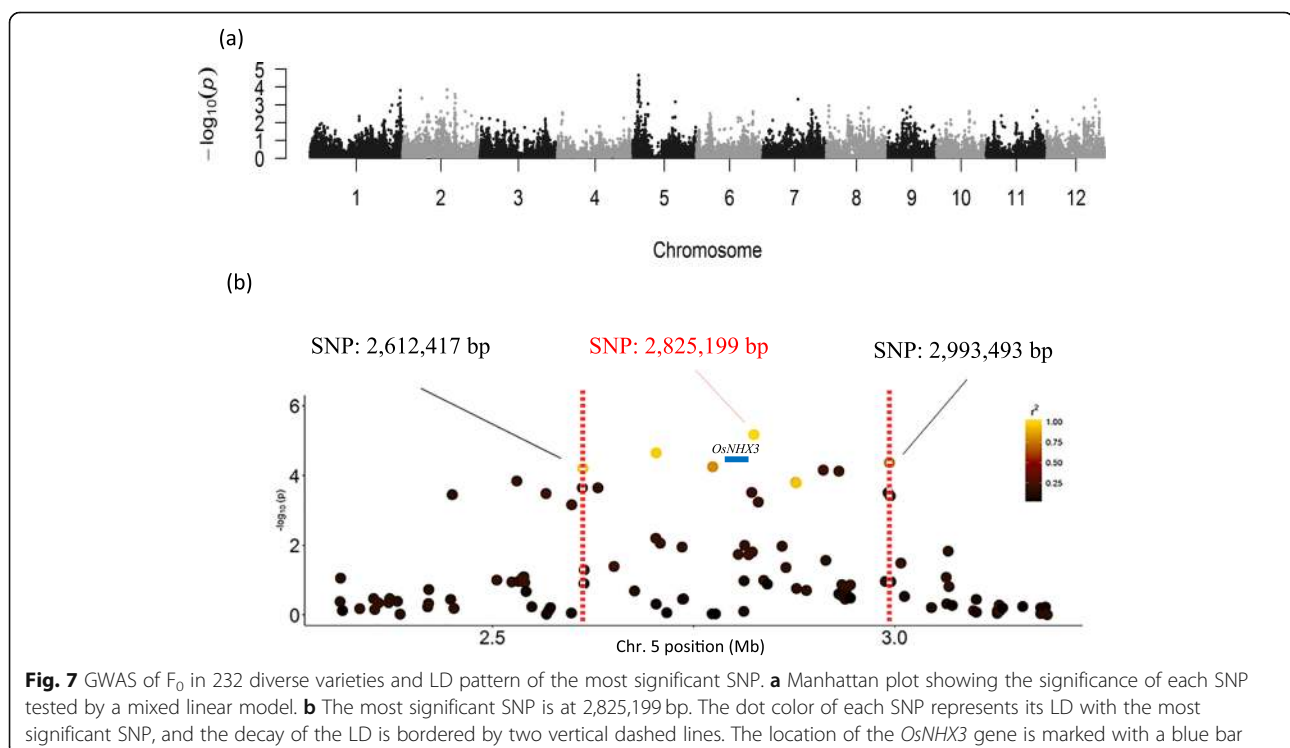 (a)
− log₁₀(p)
5
4
3
2
1
0
1 2 3 4 5 6 7 8 9 10 11 12
Chromosome
(b)
SNP: 2,612,417 bp
SNP: 2,825,199 bp
SNP: 2,993,493 bp
r²
1.00
0.75
0.50
0.25
OsNHX3
-log₁₀(p)
6
4
2
0
2.5 3.0
Chr. 5 position (Mb)
Fig. 7 GWAS of F₀ in 232 diverse varieties and LD pattern of the most significant SNP. a Manhattan plot showing the significance of each SNP
tested by a mixed linear model. b The most significant SNP is at 2,825,199 bp. The dot color of each SNP represents its LD with the most
significant SNP, and the decay of the LD is bordered by two vertical dashed lines. The location of the OsNHX3 gene is marked with a blue bar